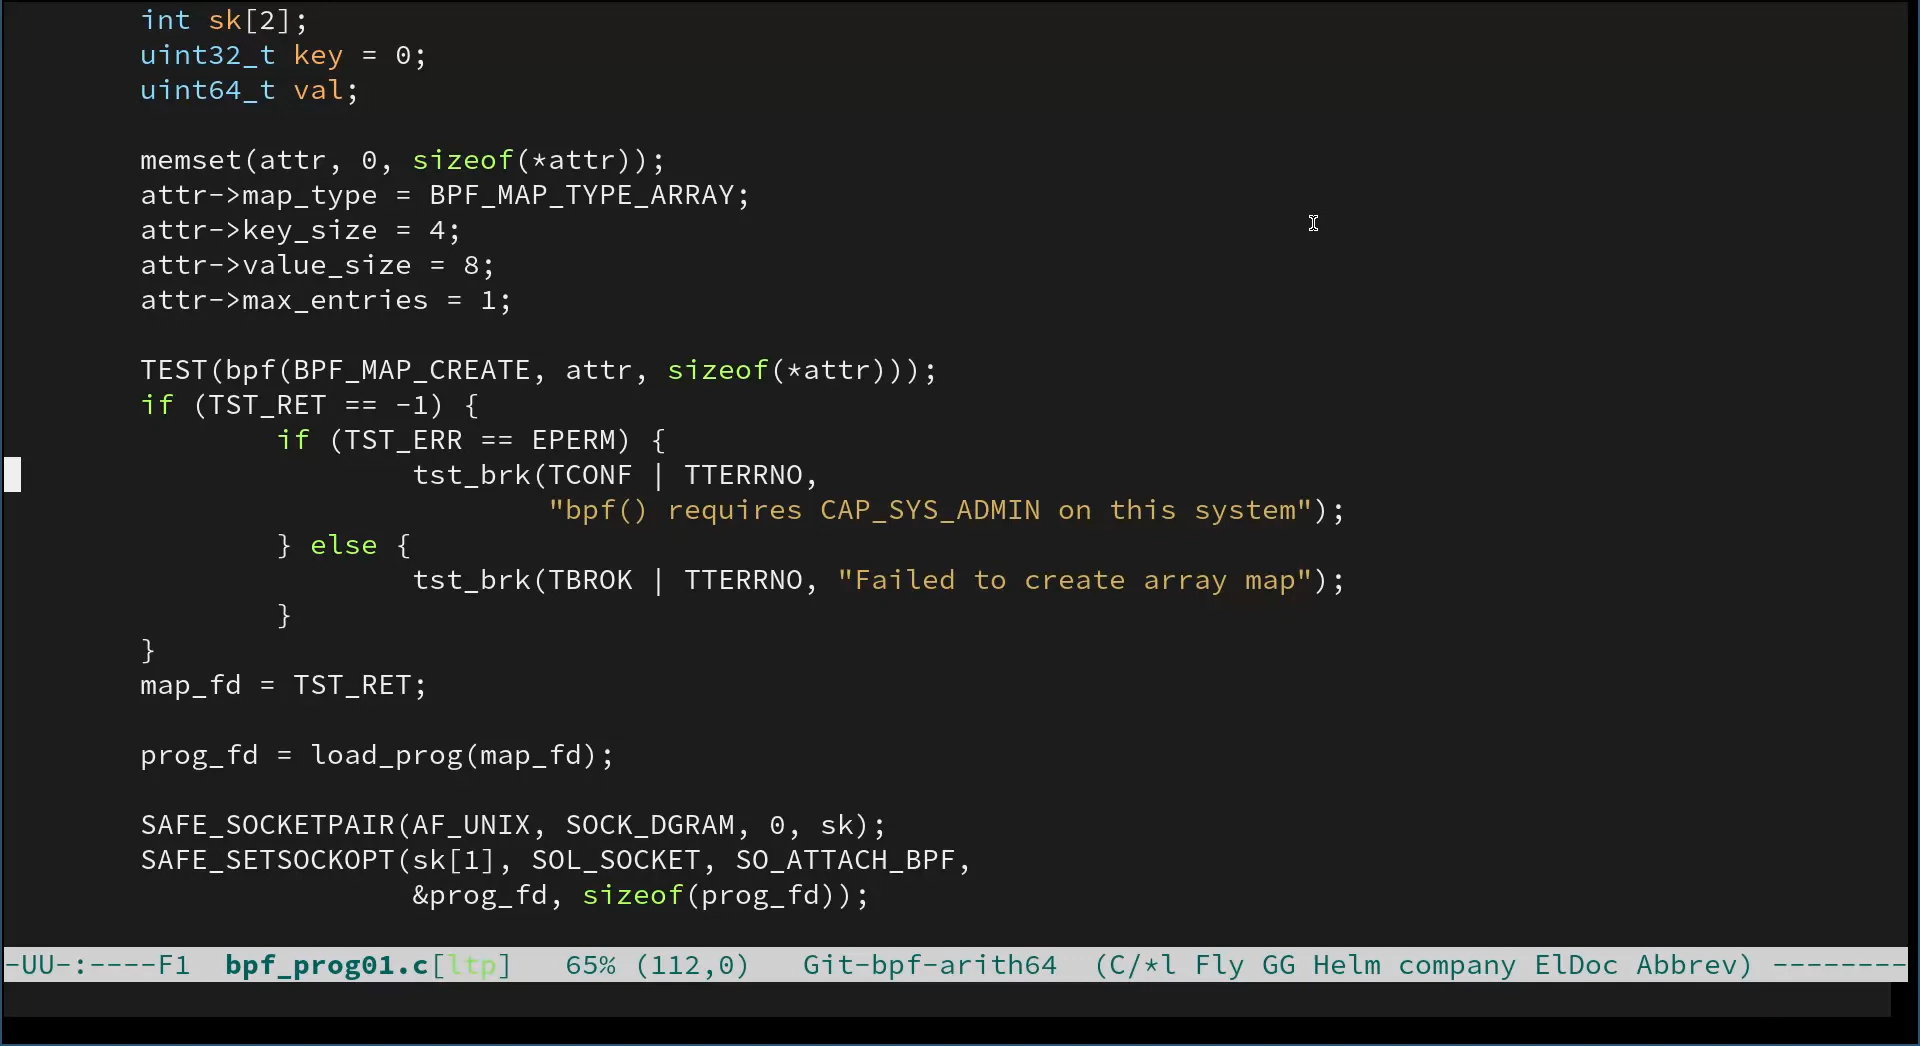 int sk[2];
uint32_t key = 0;
uint64_t val;
memset(attr, 0, sizeof(*attr));
attr->map_type = BPF_MAP_TYPE_ARRAY;
attr->key_size = 4;
attr->value_size = 8;
attr->max_entries = 1;
TEST(bpf(BPF_MAP_CREATE, attr, sizeof(*attr)));
if (TST_RET == -1) {
if (TST_ERR == EPERM) {
tst_brk(TCONF | TTERRNO,
"bpf() requires CAP_SYS_ADMIN on this system");
} else {
tst_brk(TBROK | TTERRNO, "Failed to create array map");
}
}
map_fd = TST_RET;
prog_fd = load_prog(map_fd);
SAFE_SOCKETPAIR(AF_UNIX, SOCK_DGRAM, 0, sk);
SAFE_SETSOCKOPT(sk[1], SOL_SOCKET, SO_ATTACH_BPF,
&prog_fd, sizeof(prog_fd));
-UU-:----F1  bpf_prog01.c[ltp]   65% (112,0)   Git-bpf-arith64  (C/*l Fly GG Helm company ElDoc Abbrev) --------